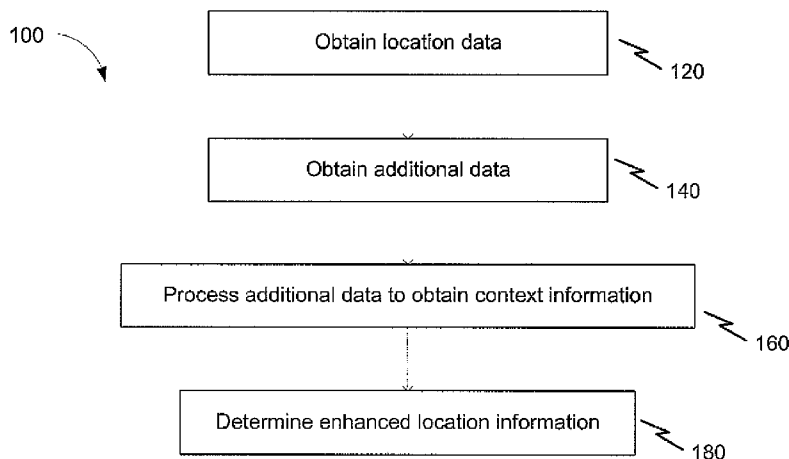 100
Obtain location data
120
Obtain additional data
140
Process additional data to obtain context information
160
Determine enhanced location information
180